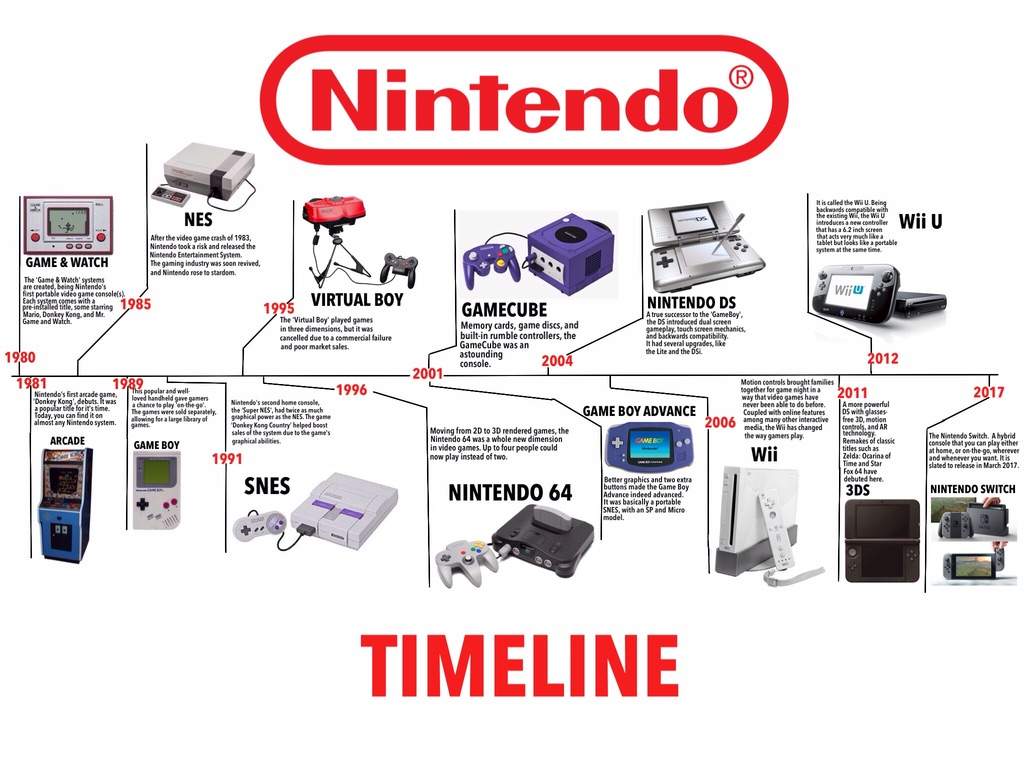 Nintendo®
NES
After the video game crash of 1983,
Nintendo took a risk and released the
Nintendo Entertainment System.
The gaming industry was soon revived,
and Nintendo rose to stardom.
1985
GAME & WATCH
The 'Game & Watch' systems
are created, being Nintendo's
first portable video game console(s).
Each system comes with a
pre-installed title, some starring
Mario, Donkey Kong, and Mr.
Game and Watch.
1980
VIRTUAL BOY
1995
The 'Virtual Boy' played games
in three dimensions, but it was
cancelled due to a commercial failure
and poor market sales.
GAMECUBE
Memory cards, game discs, and
built-in rumble controllers, the
GameCube was an
astounding
console.
2001
NINTENDO DS
A true successor to the 'GameBoy',
the DS introduced dual screen
gameplay, touch screen mechanics,
and backwards compatibility.
It had several upgrades, like
the Lite and the DSi.
2004
It is called the Wii U. Being
backwards compatible with
the existing Wii, the Wii U
introduces a new controller
that has a 6.2 inch screen
that acts very much like a
tablet but looks like a portable
system at the same time.
Wii U
WiiU
2012
1981
Nintendo's first arcade game,
'Donkey Kong', debuts. It was
a popular title for it's time.
Today, you can find it on
almost any Nintendo system.
ARCADE
1989
This popular and well-
loved handheld gave gamers
a chance to play 'on-the-go'.
The games were sold separately,
allowing for a large library of
games.
GAME BOY
Nintendo's second home console,
the 'Super NES', had twice as much
graphical power as the NES. The game
'Donkey Kong Country' helped boost
sales of the system due to the game's
graphical abilities.
1991
SNES
1996
Moving from 2D to 3D rendered games, the
Nintendo 64 was a whole new dimension
in video games. Up to four people could
now play instead of two.
NINTENDO 64
GAME BOY ADVANCE
GAME BOY
Better graphics and two extra
buttons made the Game Boy
Advance indeed advanced.
It was basically a portable
SNES, with an SP and Micro
model.
Motion controls brought families
together for game night in a
way that video games have
never been able to do before.
Coupled with online features
among many other interactive
media, the Wii has changed
the way gamers play.
2006
Wii
2011
A more powerful
DS with glasses-
free 3D, motion
controls, and AR
technology.
Remakes of classic
titles such as
Zelda: Ocarina of
Time and Star
Fox 64 have
debuted here.
3DS
2017
The Nintendo Switch. A hybrid
console that you can play either
at home, or on-the-go, wherever
and whenever you want. It is
slated to release in March 2017.
NINTENDO SWITCH
TIMELINE